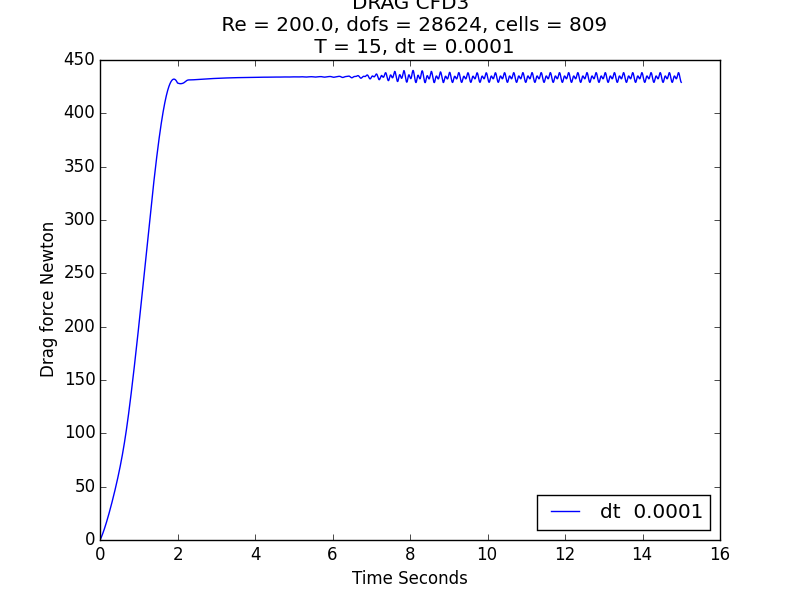 DRAG CFD3
Re = 200.0, dofs = 28624, cells = 809
T = 15, dt = 0.0001
450
400
350
300
250
200
150
100
50
0
Drag force Newton
dt 0.0001
0 2 4 6 8 10 12 14 16
Time Seconds